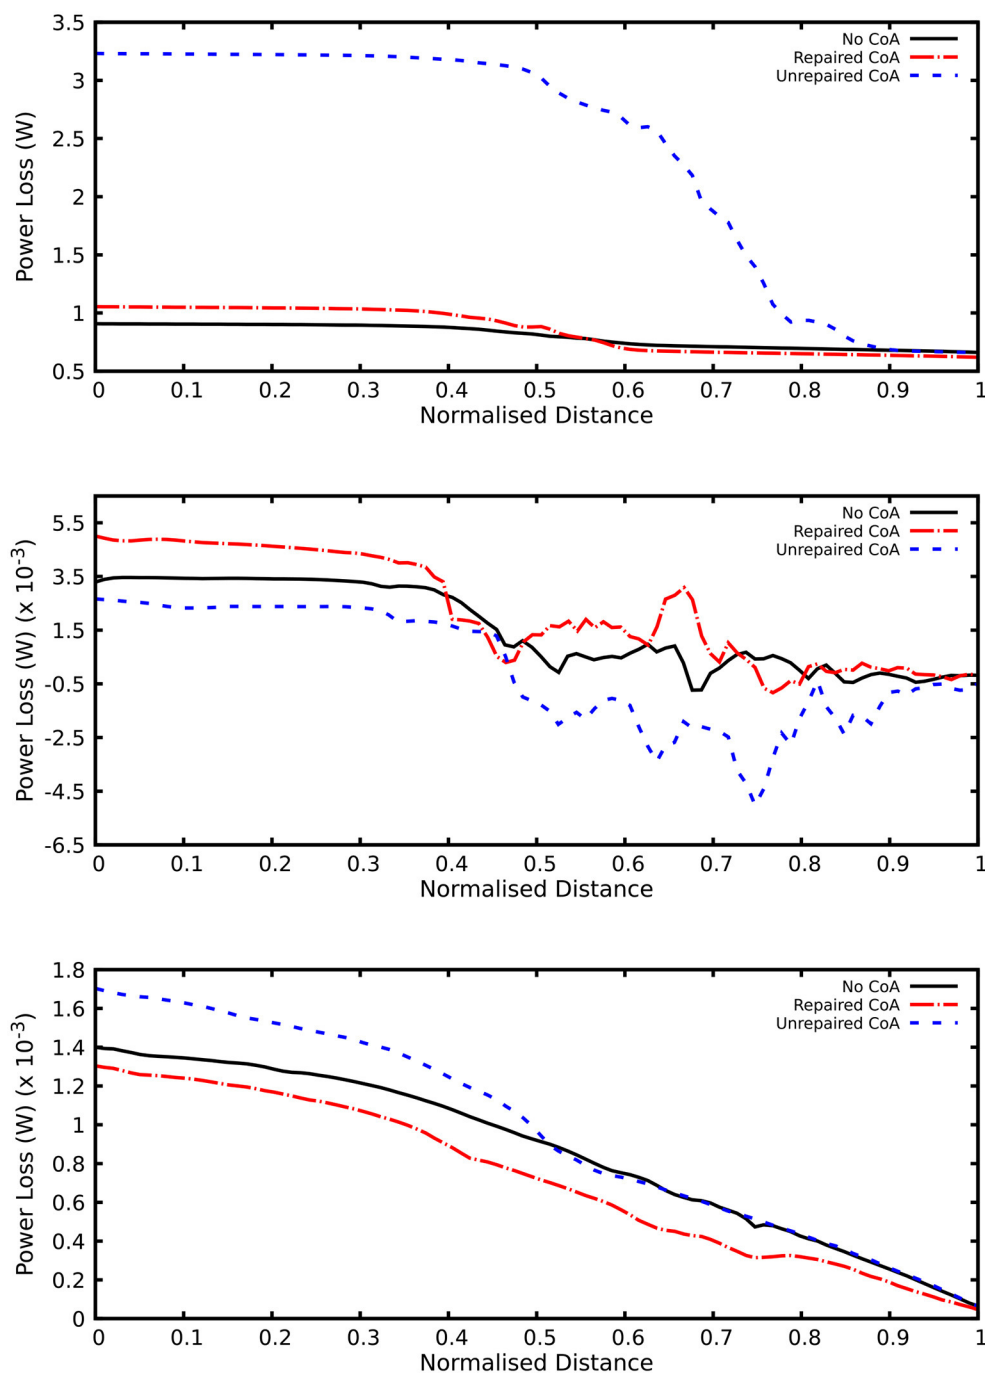 3.5
3
2.5
2
1.5
1
0.5
Power Loss (W)
No CoA
Repaired CoA
Unrepaired CoA
0 0.1 0.2 0.3 0.4 0.5 0.6 0.7 0.8 0.9 1
Normalised Distance
5.5
3.5
1.5
-0.5
-2.5
-4.5
-6.5
Power Loss (W) (x 10⁻³)
No CoA
Repaired CoA
Unrepaired CoA
0 0.1 0.2 0.3 0.4 0.5 0.6 0.7 0.8 0.9 1
Normalised Distance
1.8
1.6
1.4
1.2
1
0.8
0.6
0.4
0.2
0
Power Loss (W) (x 10⁻³)
No CoA
Repaired CoA
Unrepaired CoA
0 0.1 0.2 0.3 0.4 0.5 0.6 0.7 0.8 0.9 1
Normalised Distance